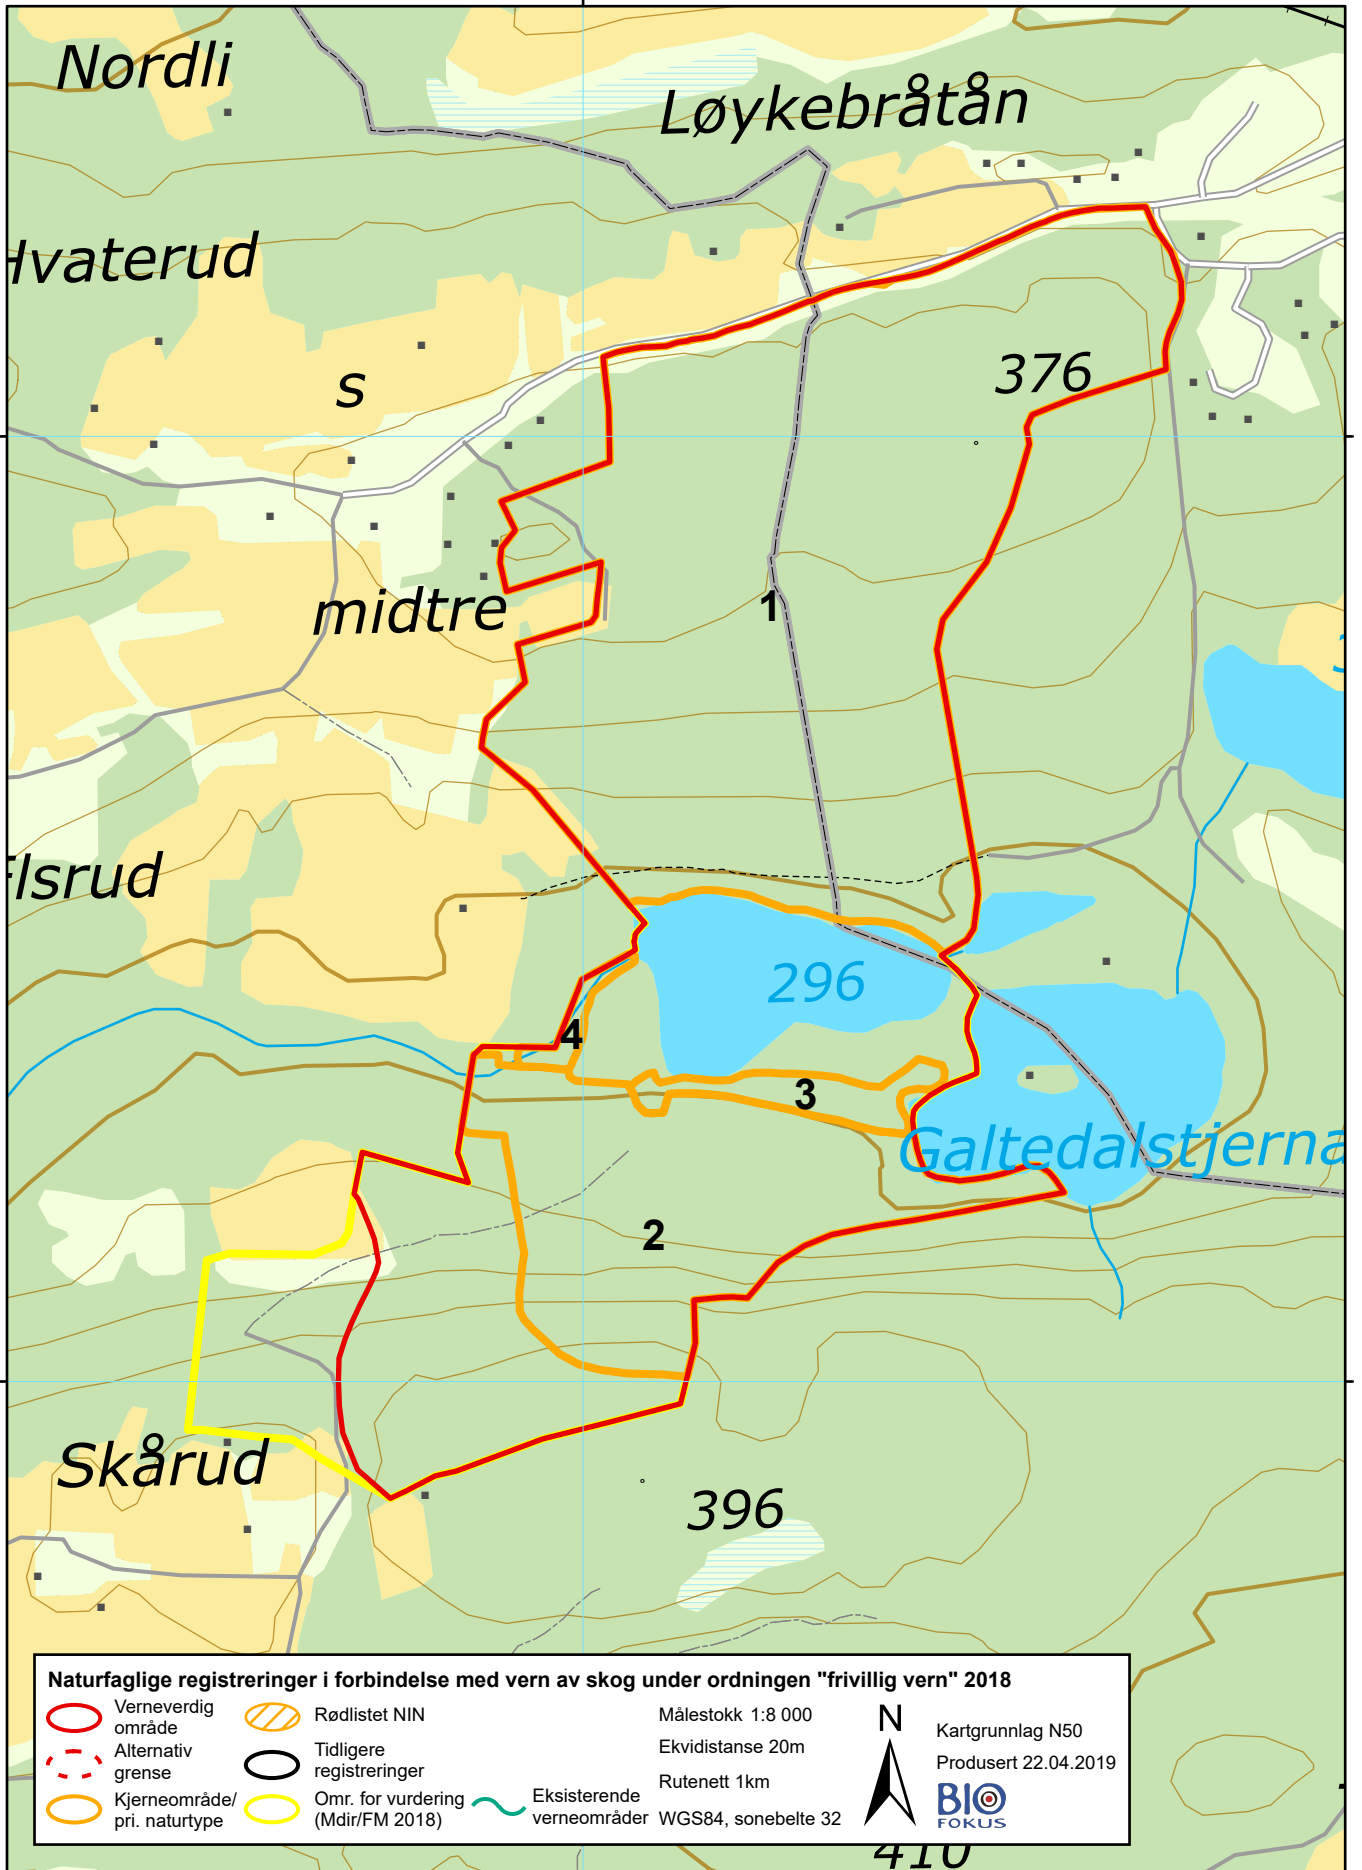 Nordli
Løykebråtån
Hvaterud
376
s
1
midtre
lsrud
296
4
3
Galtedalstjerna
2
Skårud
396
Naturfaglige registreringer i forbindelse med vern av skog under ordningen "frivillig vern" 2018
Verneverdig
område
Rødlistet NIN
Målestokk 1:8 000
N
Kartgrunnlag N50
Alternativ
grense
Tidligere
registreringer
Ekvidistanse 20m
Produsert 22.04.2019
Kjerneområde/
pri. naturtype
Omr. for vurdering
(Mdir/FM 2018)
Eksisterende
verneområder
Rutenett 1km
WGS84, sonebelte 32
BIO
FOKUS
410